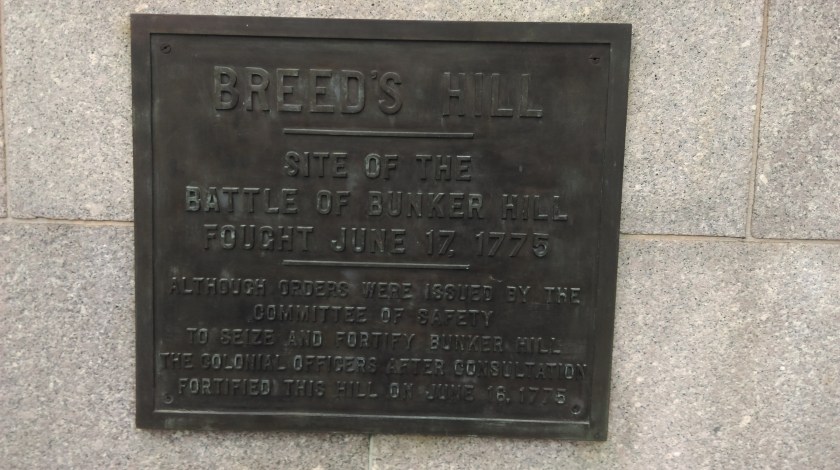 BREED'S HILL
SITE OF THE
BATTLE OF BUNKER HILL
FOUGHT JUNE 17, 1775
ALTHOUGH ORDERS WERE ISSUED BY THE
COMMITTEE OF SAFETY
TO SEIZE AND FORTIFY BUNKER HILL
THE COLONIAL OFFICERS AFTER CONSULTATION
FORTIFIED THIS HILL ON JUNE 16, 1775